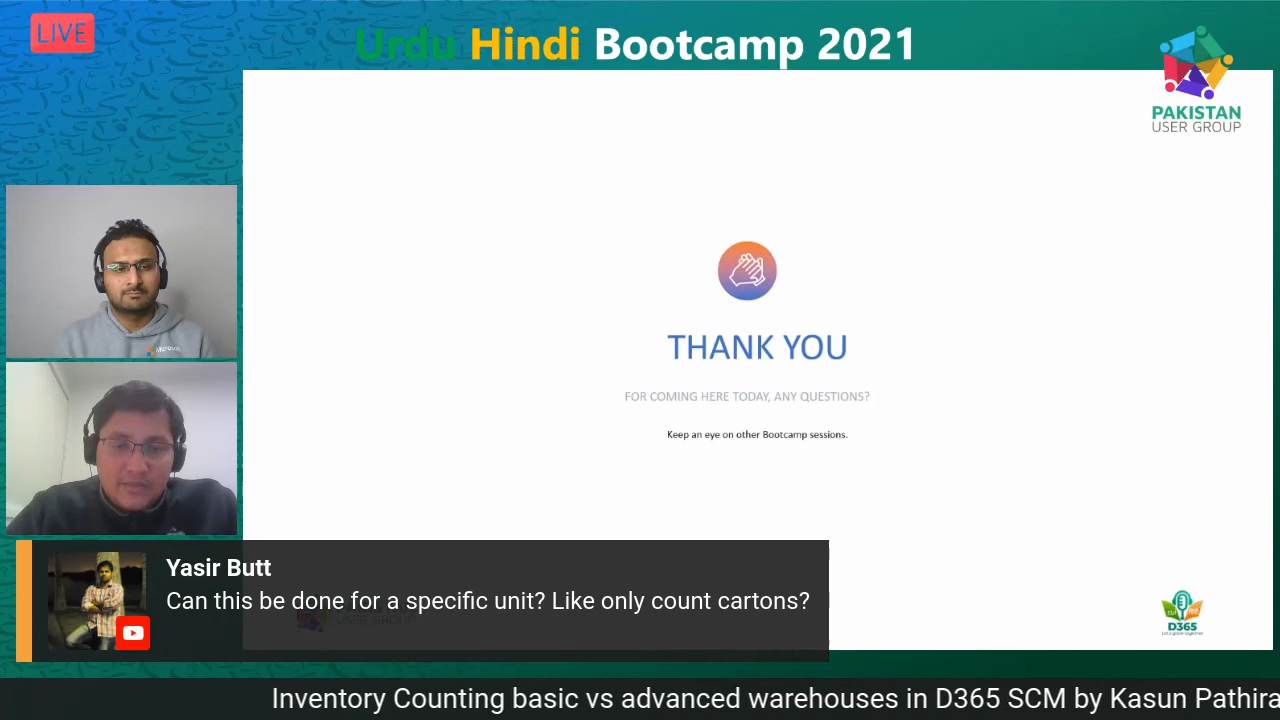 LIVE
Urdu Hindi Bootcamp 2021
PAKISTAN
USER GROUP
THANK YOU
FOR COMING HERE TODAY, ANY QUESTIONS?
Keep an eye on other Bootcamp sessions.
Yasir Butt
Can this be done for a specific unit? Like only count cartons?
D365
Inventory Counting basic vs advanced warehouses in D365 SCM by Kasun Pathira